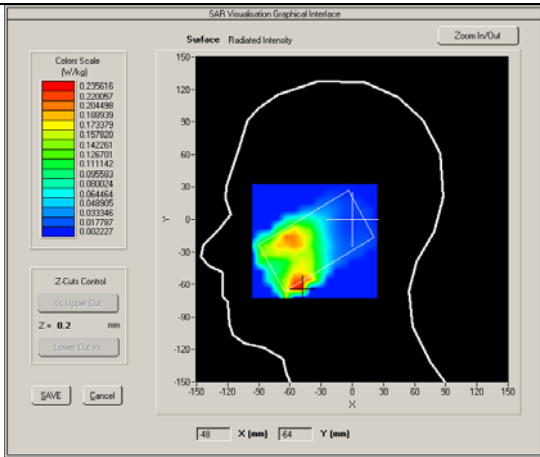 SAR Visualisation Graphical Interface
Surface Radiated Intensity
Zoom In/Out
Colors Scale
(W/kg)
0.235616
0.220057
0.204498
0.188939
0.173379
0.157820
0.142261
0.126701
0.111142
0.095583
0.080024
0.064464
0.048905
0.033346
0.017787
0.002227
150-
120-
90-
60-
30-
0-
-30-
-60-
-90-
-120-
-150-
Y
-150 -120 -90 -60 -30 0 30 60 90 120 150
X
Z-Cuts Control
<< Upper Cut
Z = 0.2 mm
Lower Cut >>
SAVE Cancel
-48 X (mm) -64 Y (mm)